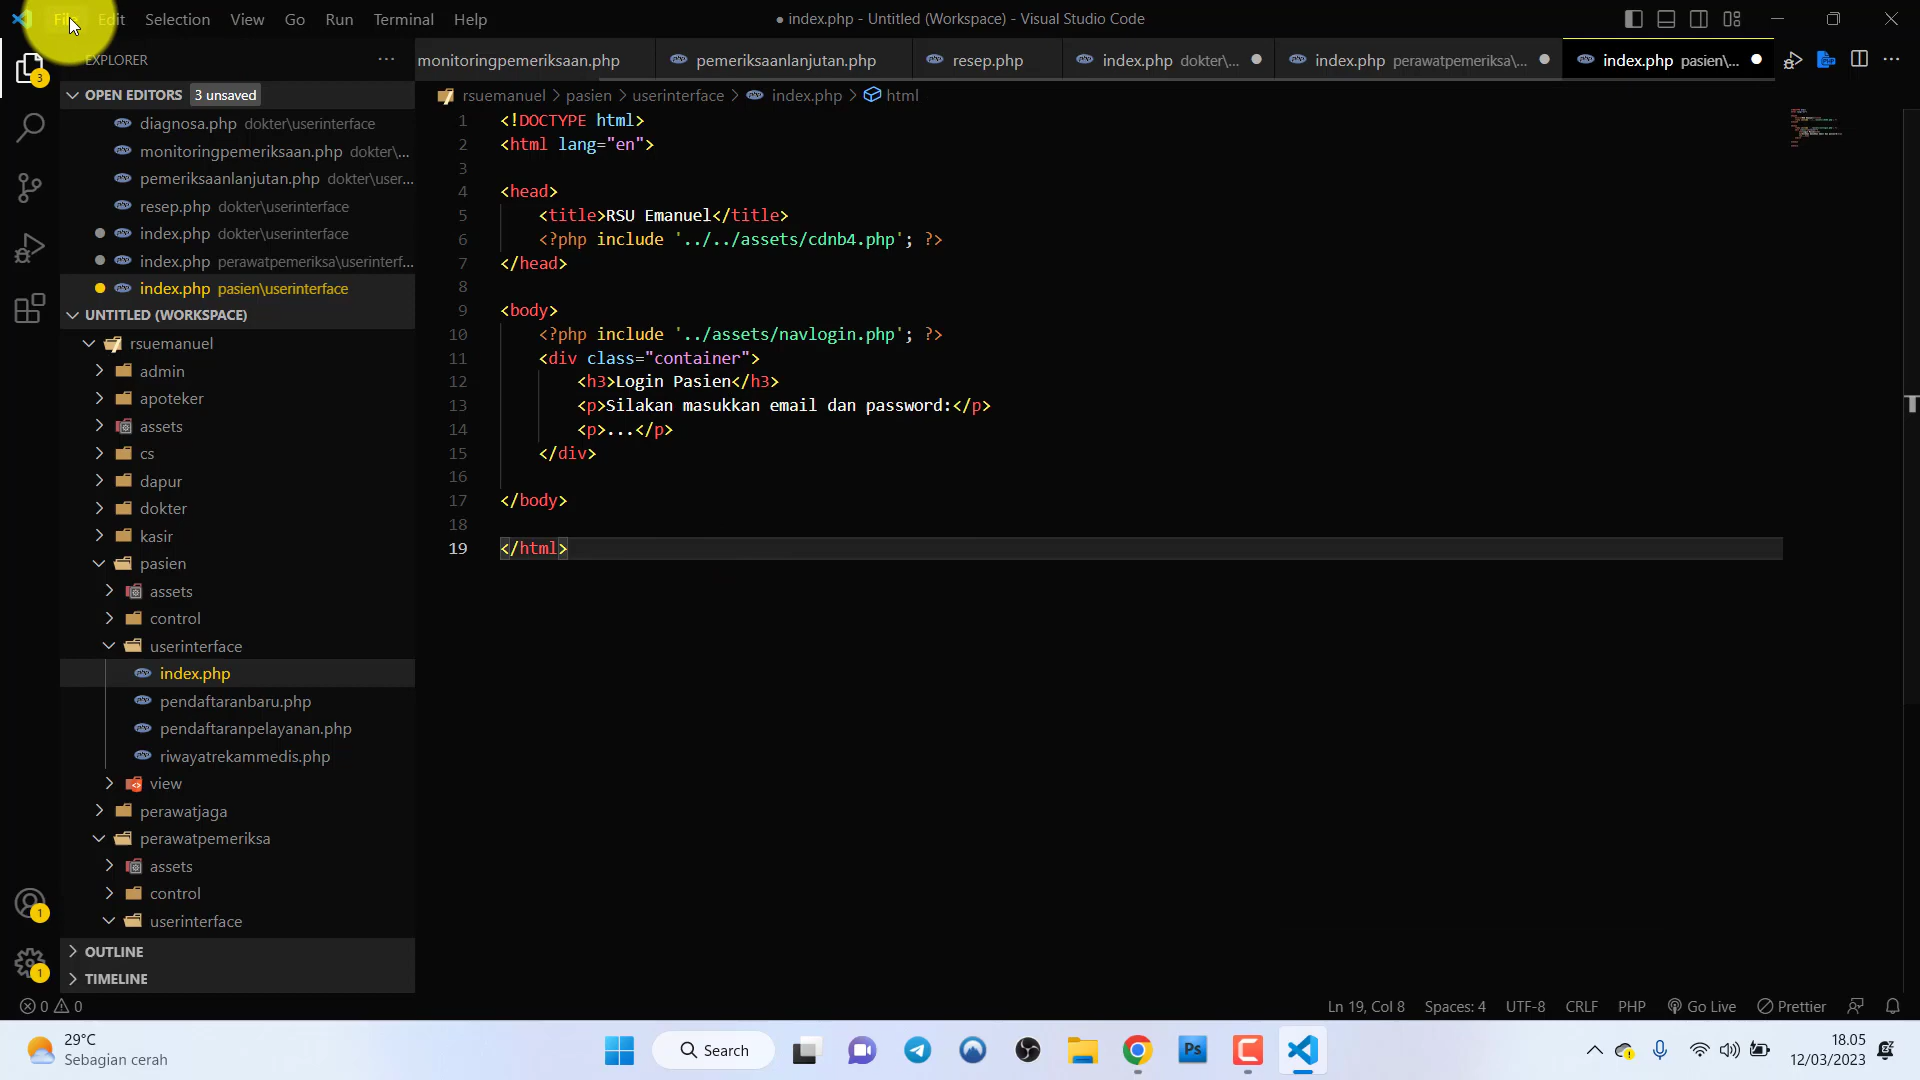 File Edit Selection View Go Run Terminal Help
● index.php - Untitled (Workspace) - Visual Studio Code
EXPLORER
monitoringpemeriksaan.php
pemeriksaanlanjutan.php
resep.php
index.php dokter\...
index.php perawatpemeriksa\...
index.php pasien\...
rsuemanuel > pasien > userinterface > index.php > html
3
OPEN EDITORS 3 unsaved
diagnosa.php dokter\userinterface
monitoringpemeriksaan.php dokter\...
pemeriksaanlanjutan.php dokter\user...
resep.php dokter\userinterface
index.php dokter\userinterface
index.php perawatpemeriksa\userinterf...
index.php pasien\userinterface
UNTITLED (WORKSPACE)
rsuemanuel
admin
apoteker
assets
cs
dapur
dokter
kasir
pasien
assets
control
userinterface
index.php
pendaftaranbaru.php
pendaftaranpelayanan.php
riwayatrekammedis.php
view
perawatjaga
perawatpemeriksa
assets
control
userinterface
OUTLINE
TIMELINE
1
1
1 <!DOCTYPE html>
2 <html lang="en">
3
4 <head>
5 <title>RSU Emanuel</title>
6 <?php include '../../assets/cdnb4.php'; ?>
7 </head>
8
9 <body>
10 <?php include '../assets/navlogin.php'; ?>
11 <div class="container">
12 <h3>Login Pasien</h3>
13 <p>Silakan masukkan email dan password:</p>
14 <p>...</p>
15 </div>
16
17 </body>
18
19 </html>
0 0
Ln 19, Col 8 Spaces: 4 UTF-8 CRLF PHP Go Live Prettier
29°C
Sebagian cerah
Search
Ps
18.05
12/03/2023